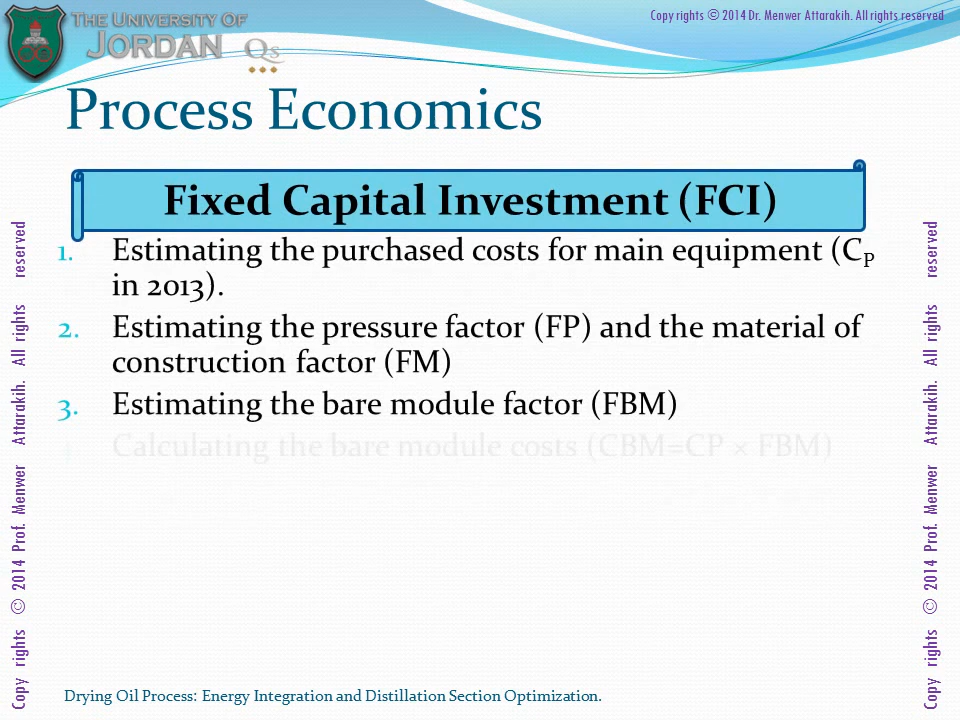 Copy rights © 2014 Dr. Menwer Attarakih. All rights reserved
THE UNIVERSITY OF
JORDAN
QS
Process Economics
Fixed Capital Investment (FCI)
1. Estimating the purchased costs for main equipment (CP
in 2013).
2. Estimating the pressure factor (FP) and the material of
construction factor (FM)
3. Estimating the bare module factor (FBM)
4. Calculating the bare module costs (CBM=CP × FBM)
Copy rights © 2014 Prof. Menwer Attarakih. All rights reserved
Copy rights © 2014 Prof. Menwer Attarakih. All rights reserved
Drying Oil Process: Energy Integration and Distillation Section Optimization.